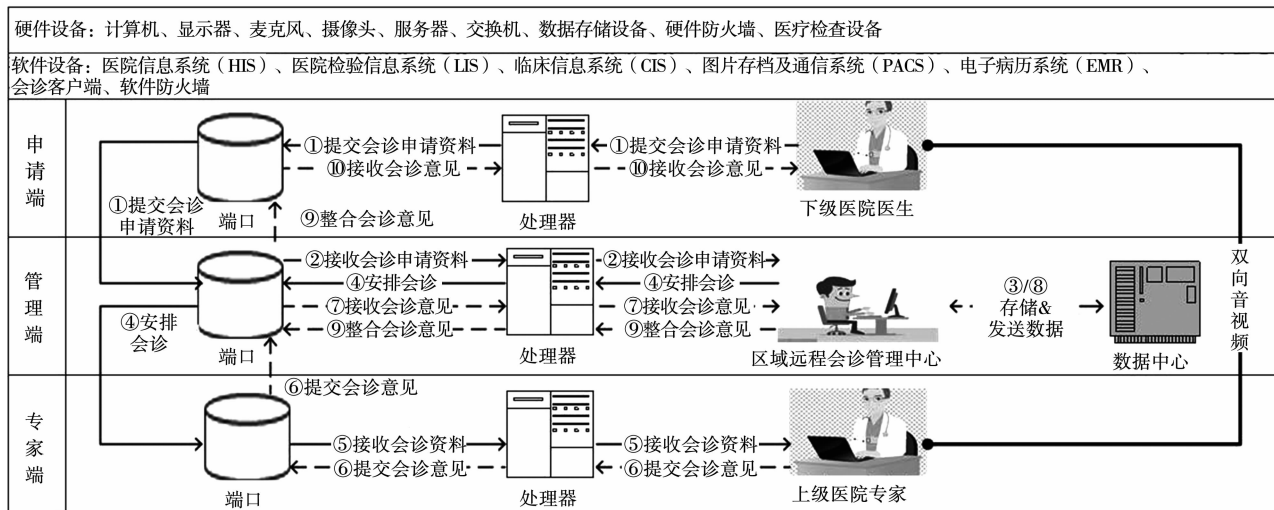 硬件设备：计算机、显示器、麦克风、摄像头、服务器、交换机、数据存储设备、硬件防火墙、医疗检查设备
软件设备：医院信息系统（HIS）、医院检验信息系统（LIS）、临床信息系统（CIS）、图片存档及通信系统（PACS）、电子病历系统（EMR）、
会诊客户端、软件防火墙
申请端
①提交会诊申请资料
①提交会诊申请资料
⑩接收会诊意见
⑩接收会诊意见
①提交会诊
申请资料
端口
⑨整合会诊意见
处理器
下级医院医生
管理端
②接收会诊申请资料
②接收会诊申请资料
④安排会诊
④安排会诊
⑦接收会诊意见
⑦接收会诊意见
⑨整合会诊意见
⑨整合会诊意见
④安排
会诊
端口
处理器
区域远程会诊管理中心
③/⑧
存储&
发送数据
数据中心
双向音视频
⑥提交会诊意见
专家端
⑤接收会诊资料
⑤接收会诊资料
⑥提交会诊意见
⑥提交会诊意见
端口
处理器
上级医院专家